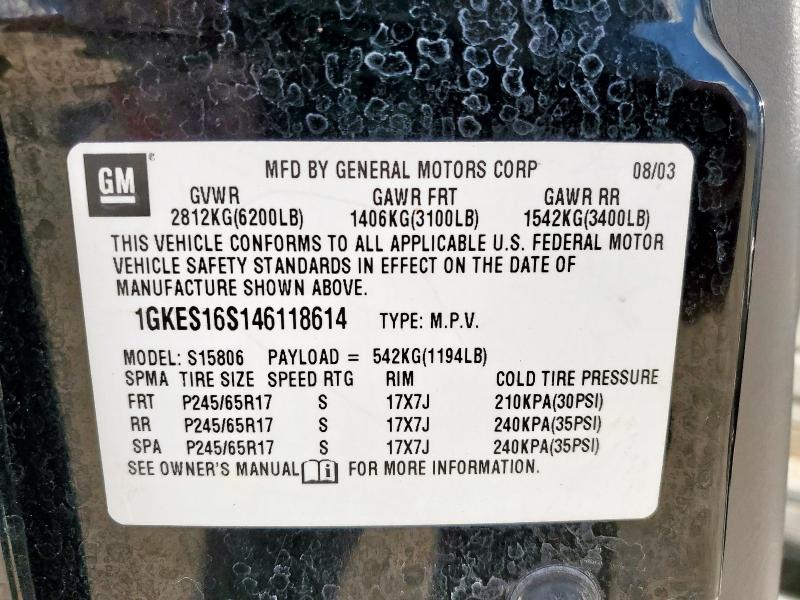 GM® MFD BY GENERAL MOTORS CORP 08/03
GVWR GAWR FRT GAWR RR
2812KG(6200LB) 1406KG(3100LB) 1542KG(3400LB)
THIS VEHICLE CONFORMS TO ALL APPLICABLE U.S. FEDERAL MOTOR
VEHICLE SAFETY STANDARDS IN EFFECT ON THE DATE OF
MANUFACTURE SHOWN ABOVE.
1GKES16S146118614 TYPE: M.P.V.
MODEL: S15806 PAYLOAD = 542KG(1194LB)
SPMA TIRE SIZE SPEED RTG RIM COLD TIRE PRESSURE
FRT P245/65R17 S 17X7J 210KPA(30PSI)
RR P245/65R17 S 17X7J 240KPA(35PSI)
SPA P245/65R17 S 17X7J 240KPA(35PSI)
SEE OWNER'S MANUAL i FOR MORE INFORMATION.